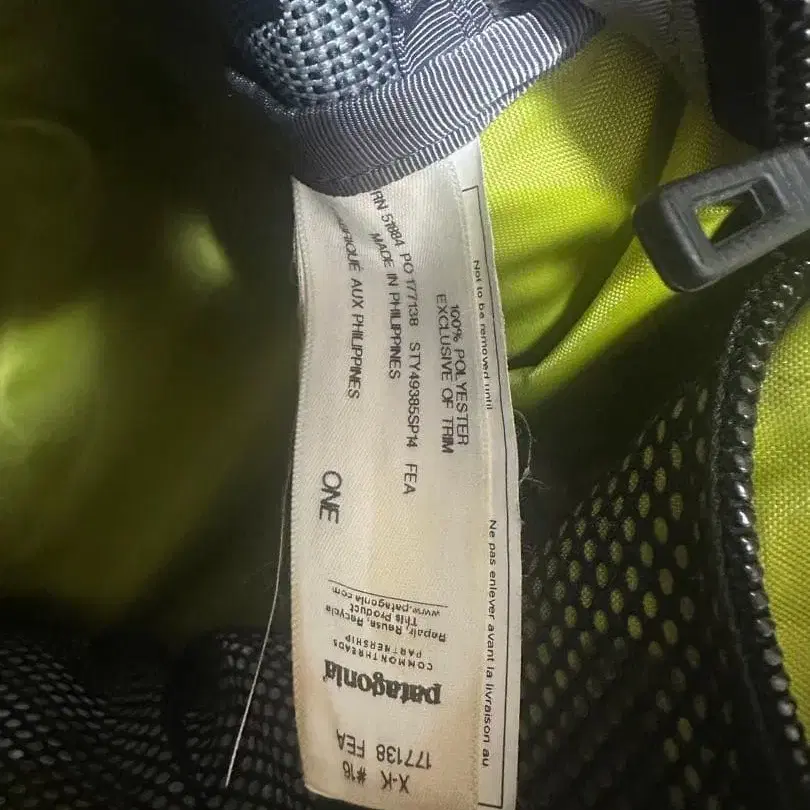 Not to be removed until
Ne pas enlever avant la livraison au
100% POLYESTER
EXCLUSIVE OF TRIM
RN 51884 PO 177138 STY49385SP14 FEA
MADE IN PHILIPPINES
FABRIQUÉ AUX PHILIPPINES
ONE
X-K #16
177138 FEA
patagonia
COMMON THREADS
PARTNERSHIP
Repair, Reuse, Recycle
This Product
www.patagonia.com